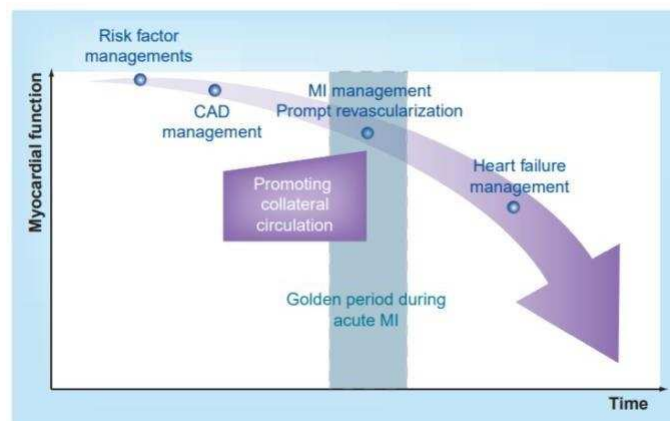 Risk factor
managements
CAD
management
MI management
Prompt revascularization
Heart failure
management
Promoting
collateral
circulation
Golden period during
acute MI
Myocardial function
Time